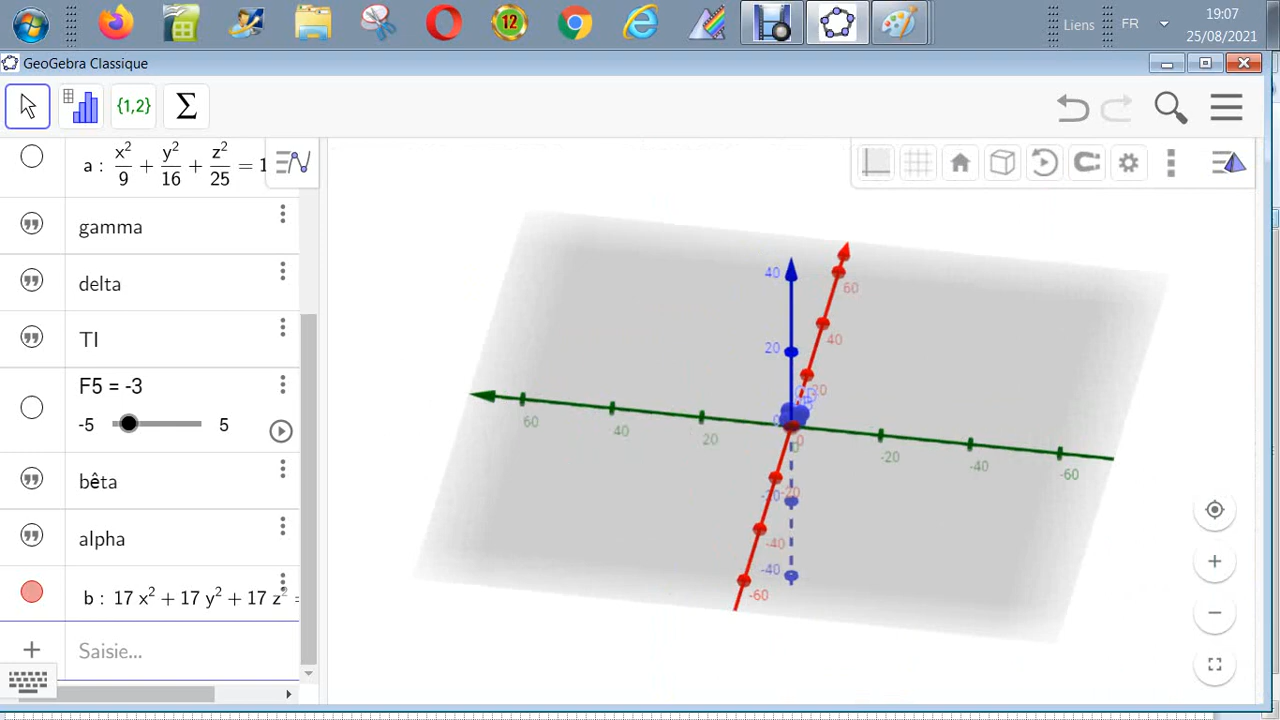 12
Liens
FR
19:07
25/08/2021
GeoGebra Classique
{1,2}
Σ
a : x²/9 + y²/16 + z²/25 = 1
gamma
delta
TI
F5 = -3
-5
5
bêta
alpha
b : 17 x² + 17 y² + 17 z² =
Saisie...
40
20
-20
-40
60
40
20
0
-20
-40
-60
60
40
20
0
-20
-40
-60